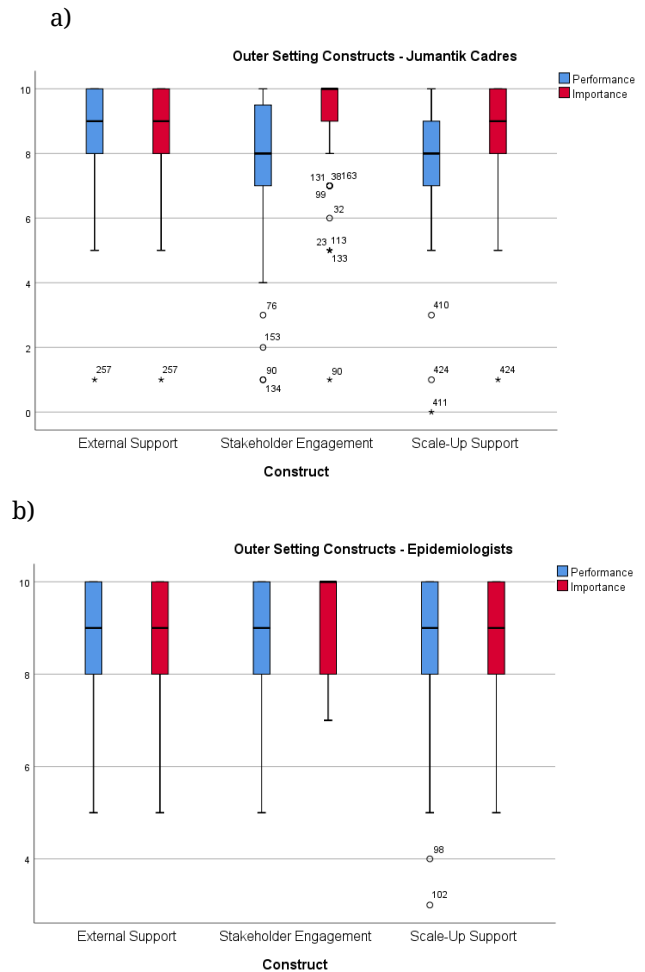 a)
Outer Setting Constructs - Jumantik Cadres
Performance
Importance
10
8
6
4
2
0
131 38163
99
32
23 113
133
76
153
90
134
90
410
424
411
424
257
257
External Support Stakeholder Engagement Scale-Up Support
Construct
b)
Outer Setting Constructs - Epidemiologists
Performance
Importance
10
8
6
4
98
102
External Support Stakeholder Engagement Scale-Up Support
Construct